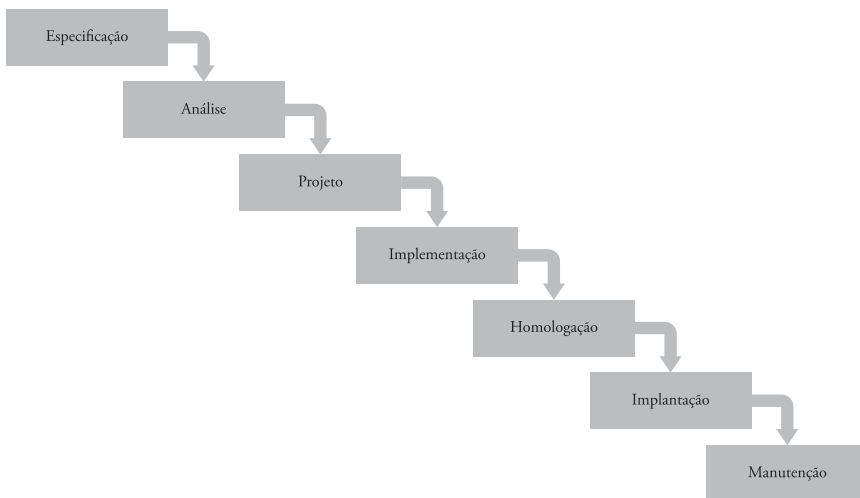 Especificação
Análise
Projeto
Implementação
Homologação
Implantação
Manutenção